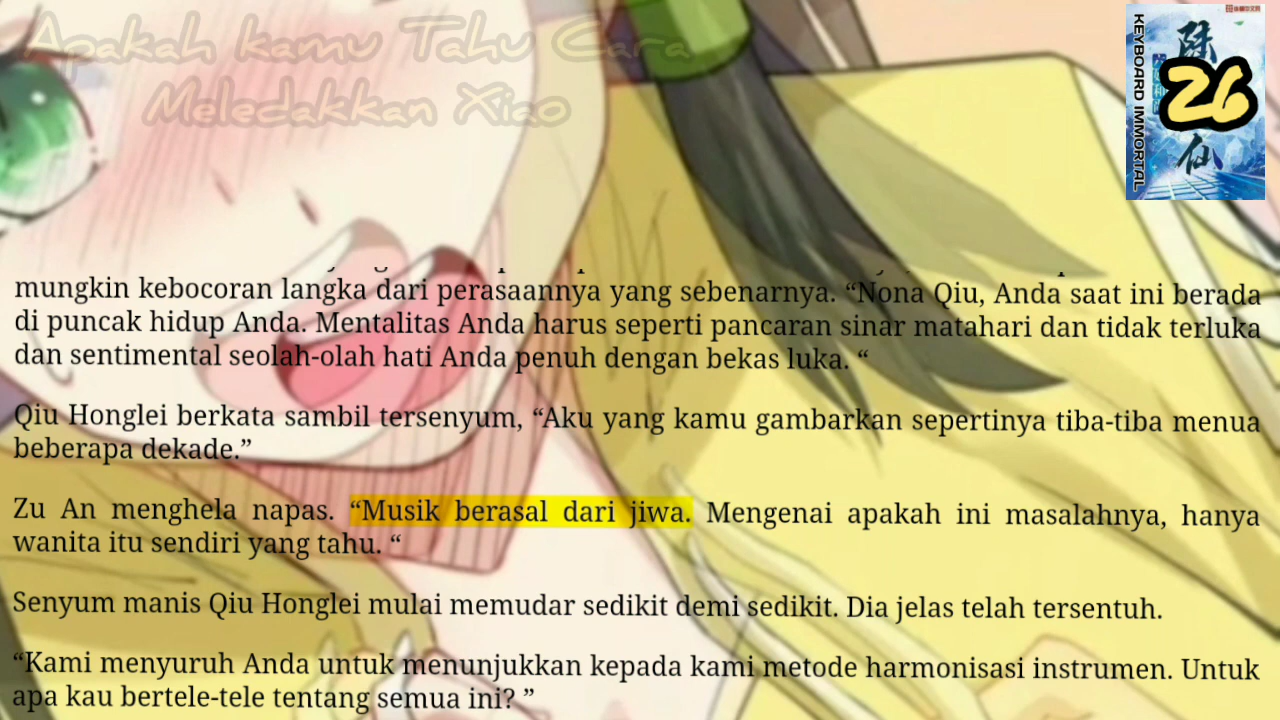 Apakah kamu Tahu Cara
Meledakkan Xiao
KEYBOARD IMMORTAL
陸
仙
26
mungkin kebocoran langka dari perasaannya yang sebenarnya. “Nona Qiu, Anda saat ini berada
di puncak hidup Anda. Mentalitas Anda harus seperti pancaran sinar matahari dan tidak terluka
dan sentimental seolah-olah hati Anda penuh dengan bekas luka. “
Qiu Honglei berkata sambil tersenyum, “Aku yang kamu gambarkan sepertinya tiba-tiba menua
beberapa dekade.”
Zu An menghela napas. “Musik berasal dari jiwa. Mengenai apakah ini masalahnya, hanya
wanita itu sendiri yang tahu. “
Senyum manis Qiu Honglei mulai memudar sedikit demi sedikit. Dia jelas telah tersentuh.
“Kami menyuruh Anda untuk menunjukkan kepada kami metode harmonisasi instrumen. Untuk
apa kau bertele-tele tentang semua ini? ”